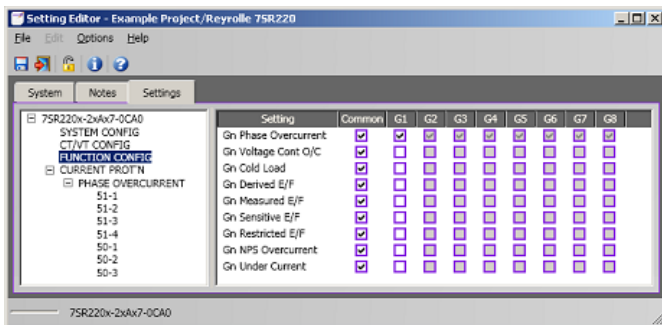 Setting Editor - Example Project/Reyrolle 7SR220
File Edit Options Help
System Notes Settings
7SR220x-2xAx7-0CA0
SYSTEM CONFIG
CT/VT CONFIG
FUNCTION CONFIG
CURRENT PROT'N
PHASE OVERCURRENT
51-1
51-2
51-3
51-4
50-1
50-2
50-3
Setting Common G1 G2 G3 G4 G5 G6 G7 G8
Gn Phase Overcurrent
Gn Voltage Cont O/C
Gn Cold Load
Gn Derived E/F
Gn Measured E/F
Gn Sensitive E/F
Gn Restricted E/F
Gn NPS Overcurrent
Gn Under Current
7SR220x-2xAx7-0CA0